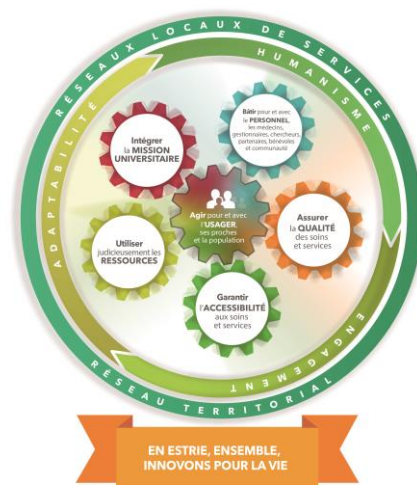 RÉSEAUX LOCAUX DE SERVICES
HUMANISME
ADAPTABILITÉ
Intégrer
la MISSION
UNIVERSITAIRE
Bâtir pour et avec
le PERSONNEL,
les médecins,
gestionnaires, chercheurs,
partenaires, bénévoles
et communauté
Agir pour et avec
l'USAGER,
ses proches
et la population
Utiliser
judicieusement les
RESSOURCES
Assurer
la QUALITÉ
des soins
et services
Garantir
l'ACCESSIBILITÉ
aux soins
et services
ENGAGEMENT
RÉSEAU TERRITORIAL
EN ESTRIE, ENSEMBLE,
INNOVONS POUR LA VIE